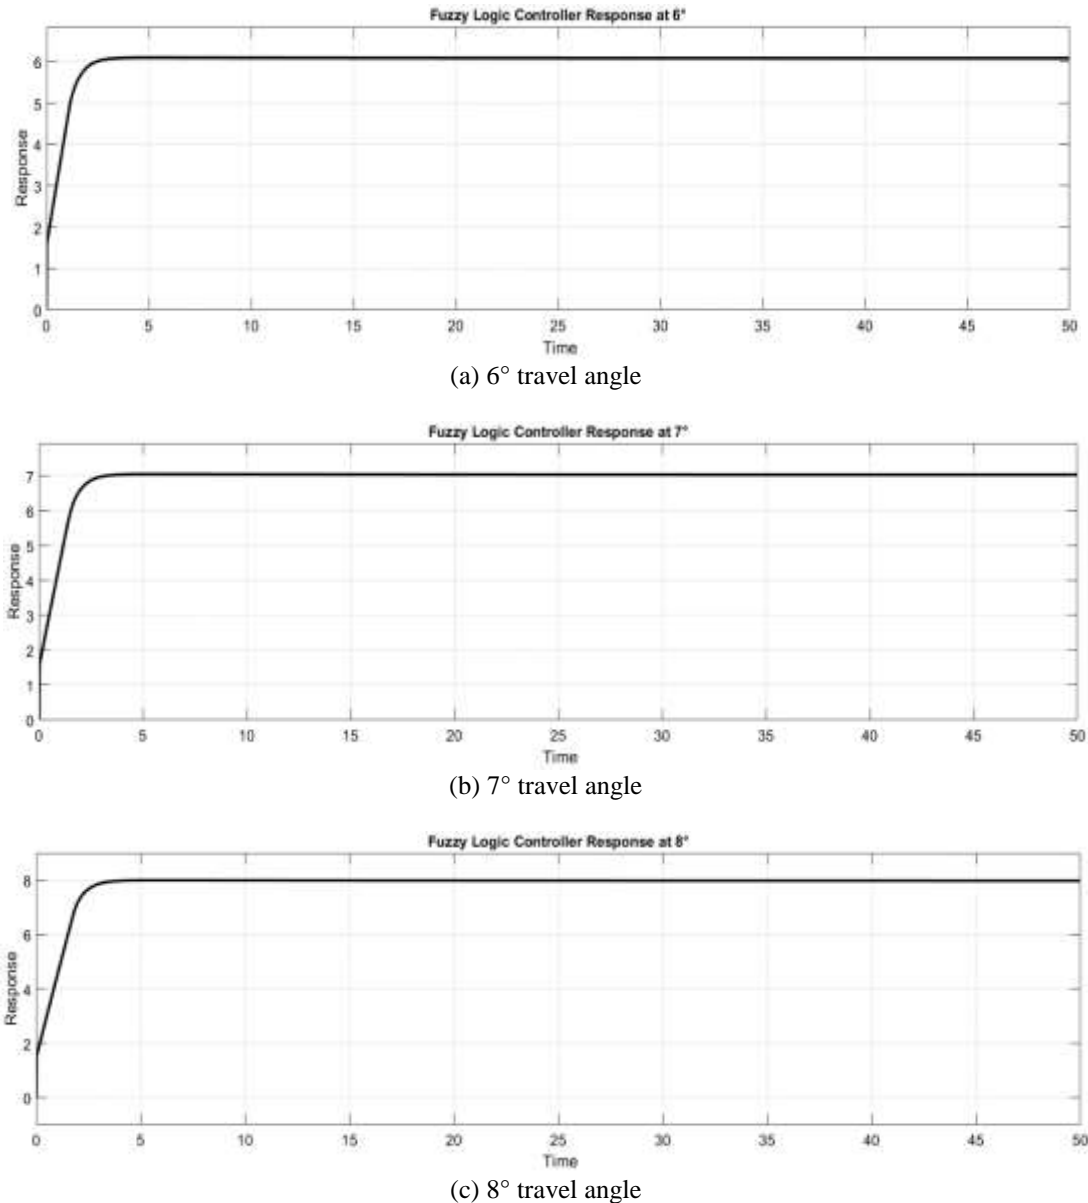 Fuzzy Logic Controller Response at 6°
6
5
4
3
2
1
0
Response
0 5 10 15 20 25 30 35 40 45 50
Time
(a) 6° travel angle
Fuzzy Logic Controller Response at 7°
7
6
5
4
3
2
1
0
Response
0 5 10 15 20 25 30 35 40 45 50
Time
(b) 7° travel angle
Fuzzy Logic Controller Response at 8°
8
6
4
2
0
Response
0 5 10 15 20 25 30 35 40 45 50
Time
(c) 8° travel angle